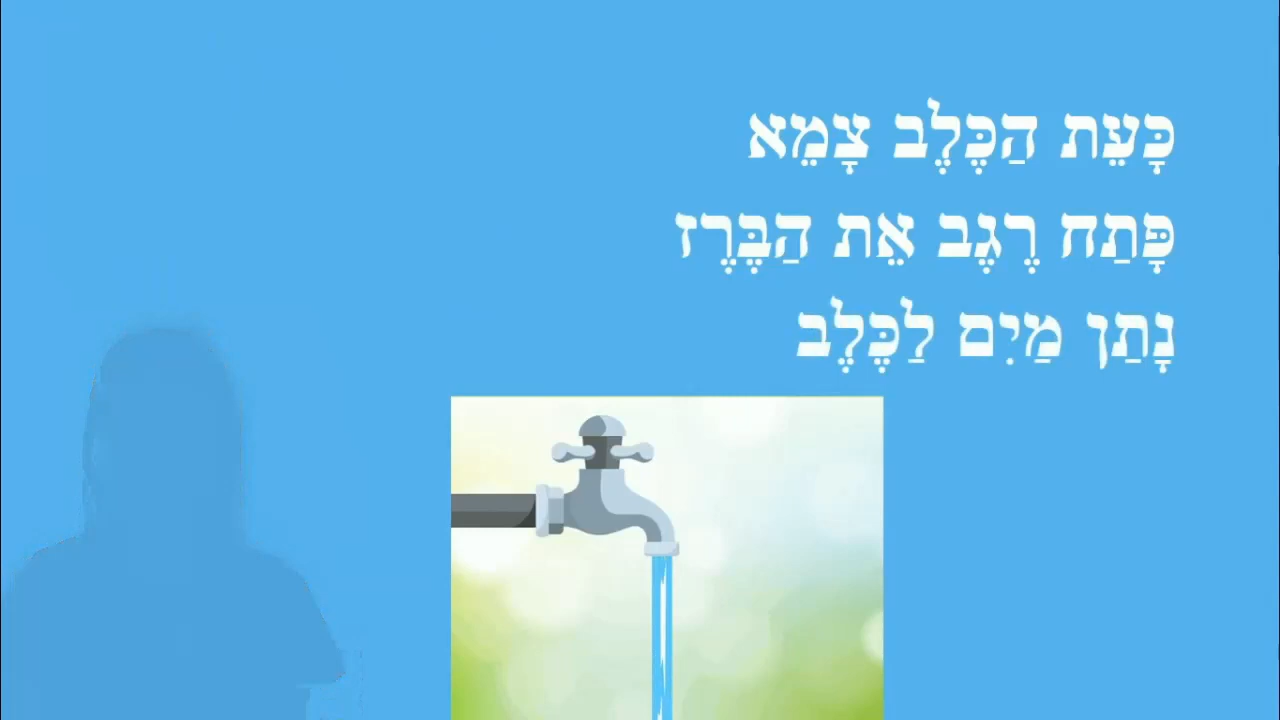 כָּעֵת הַכֶּלֶב צָמֵא
פָּתַח רֶגֶב אֵת הַבֶּרֶז
נָתַן מַיִם לַכֶּלֶב